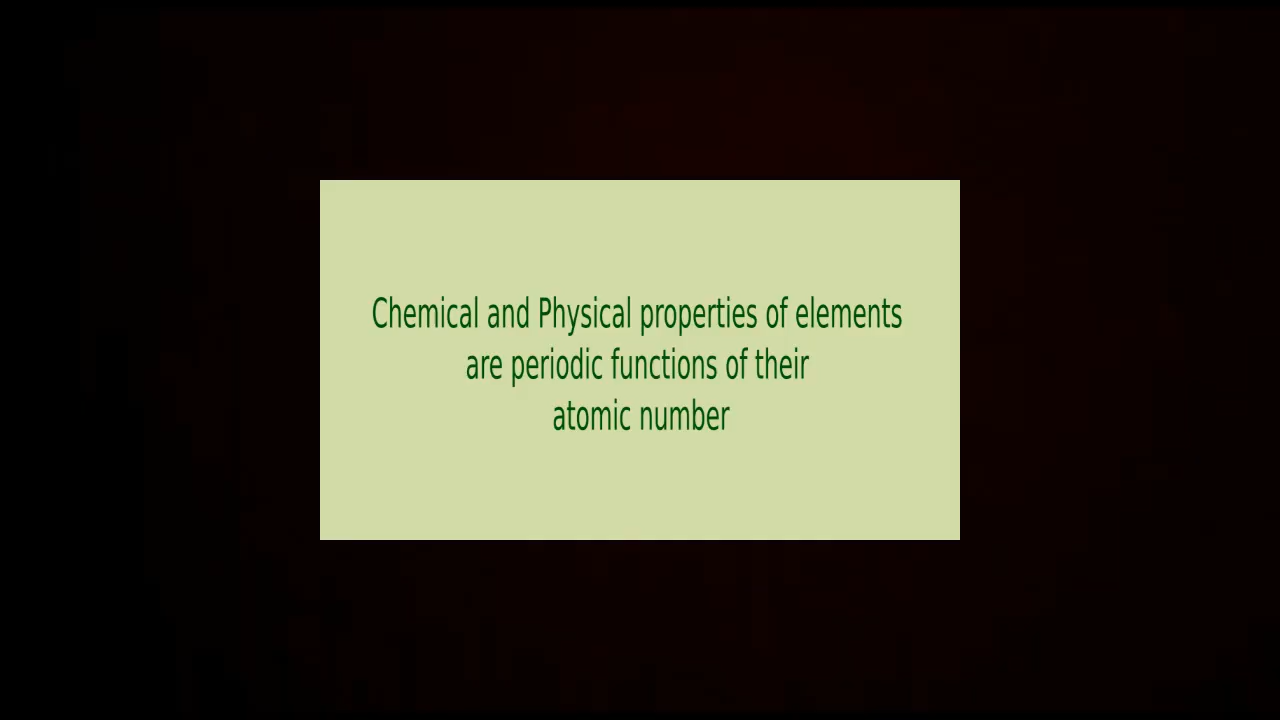 Chemical and Physical properties of elements
are periodic functions of their
atomic number